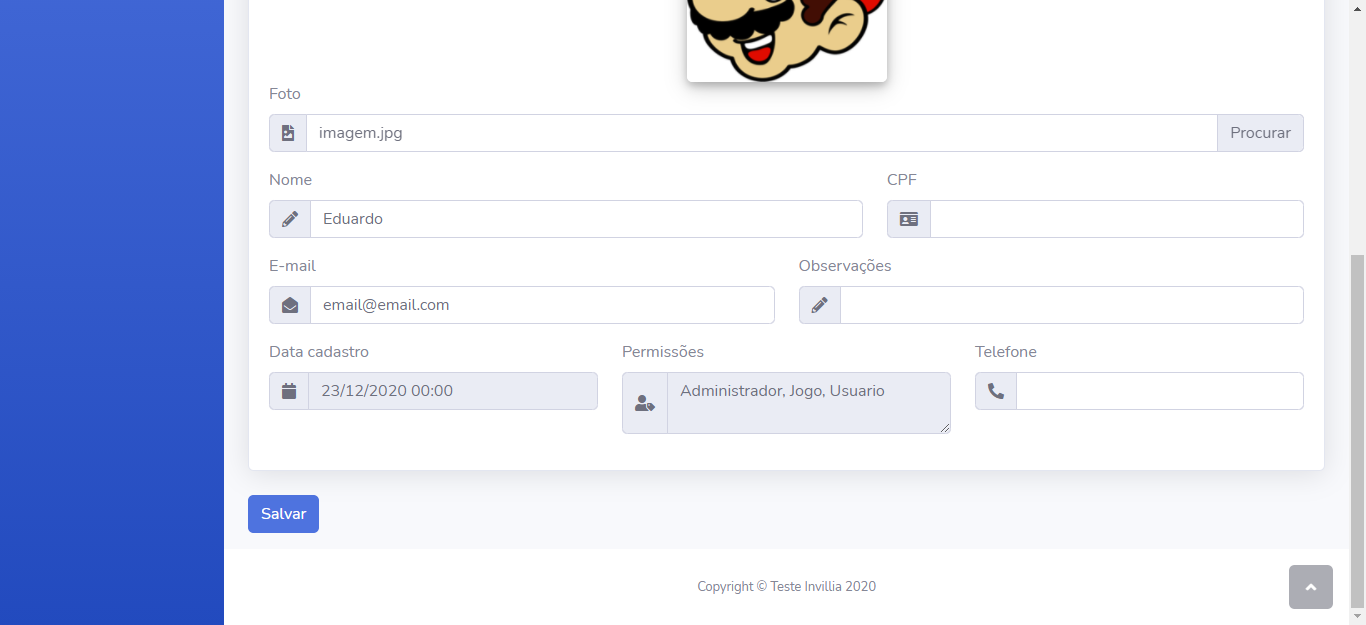 Foto
imagem.jpg Procurar
Nome CPF
Eduardo
E-mail Observações
email@email.com
Data cadastro Permissões Telefone
23/12/2020 00:00 Administrador, Jogo, Usuario
Salvar
Copyright © Teste Invillia 2020